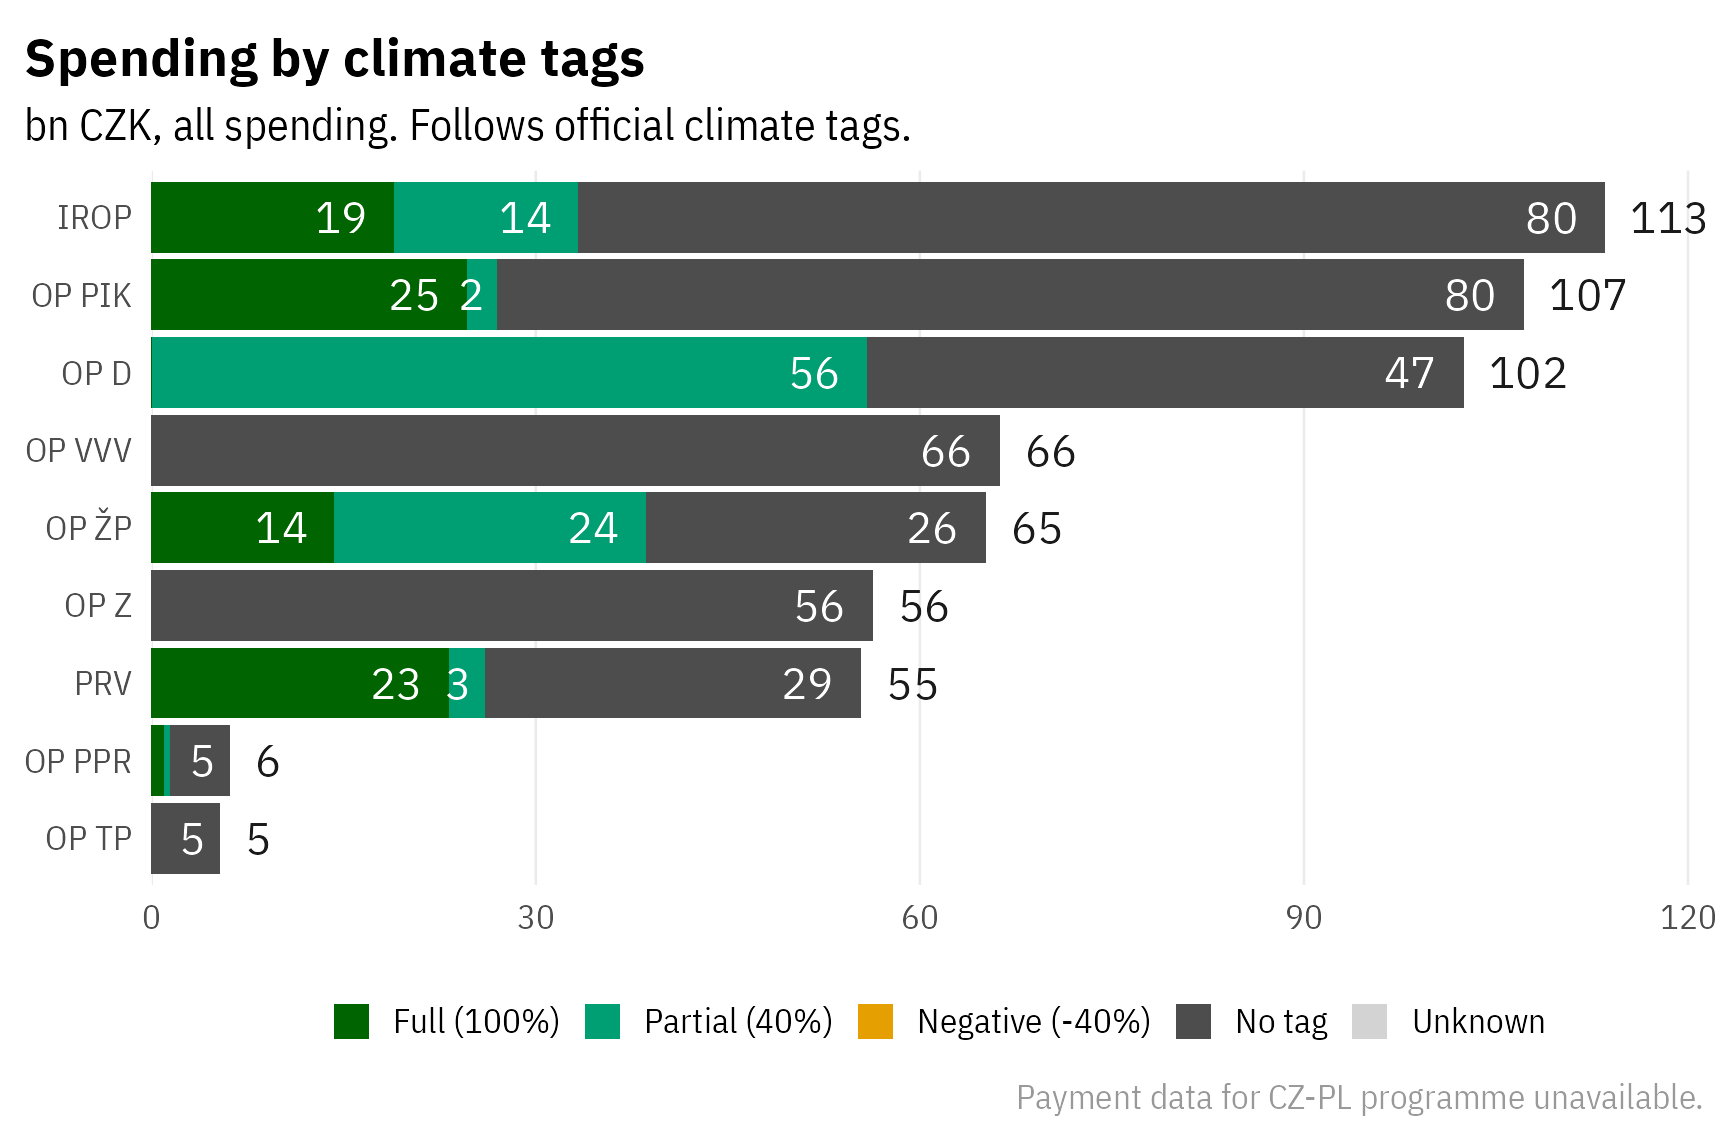 Spending by climate tags
bn CZK, all spending. Follows official climate tags.
IROP 19 14 80 113
OP PIK 25 2 80 107
OP D 56 47 102
OP VVV 66 66
OP ŽP 14 24 26 65
OP Z 56 56
PRV 23 3 29 55
OP PPR 5 6
OP TP 5 5
0 30 60 90 120
Full (100%) Partial (40%) Negative (-40%) No tag Unknown
Payment data for CZ-PL programme unavailable.